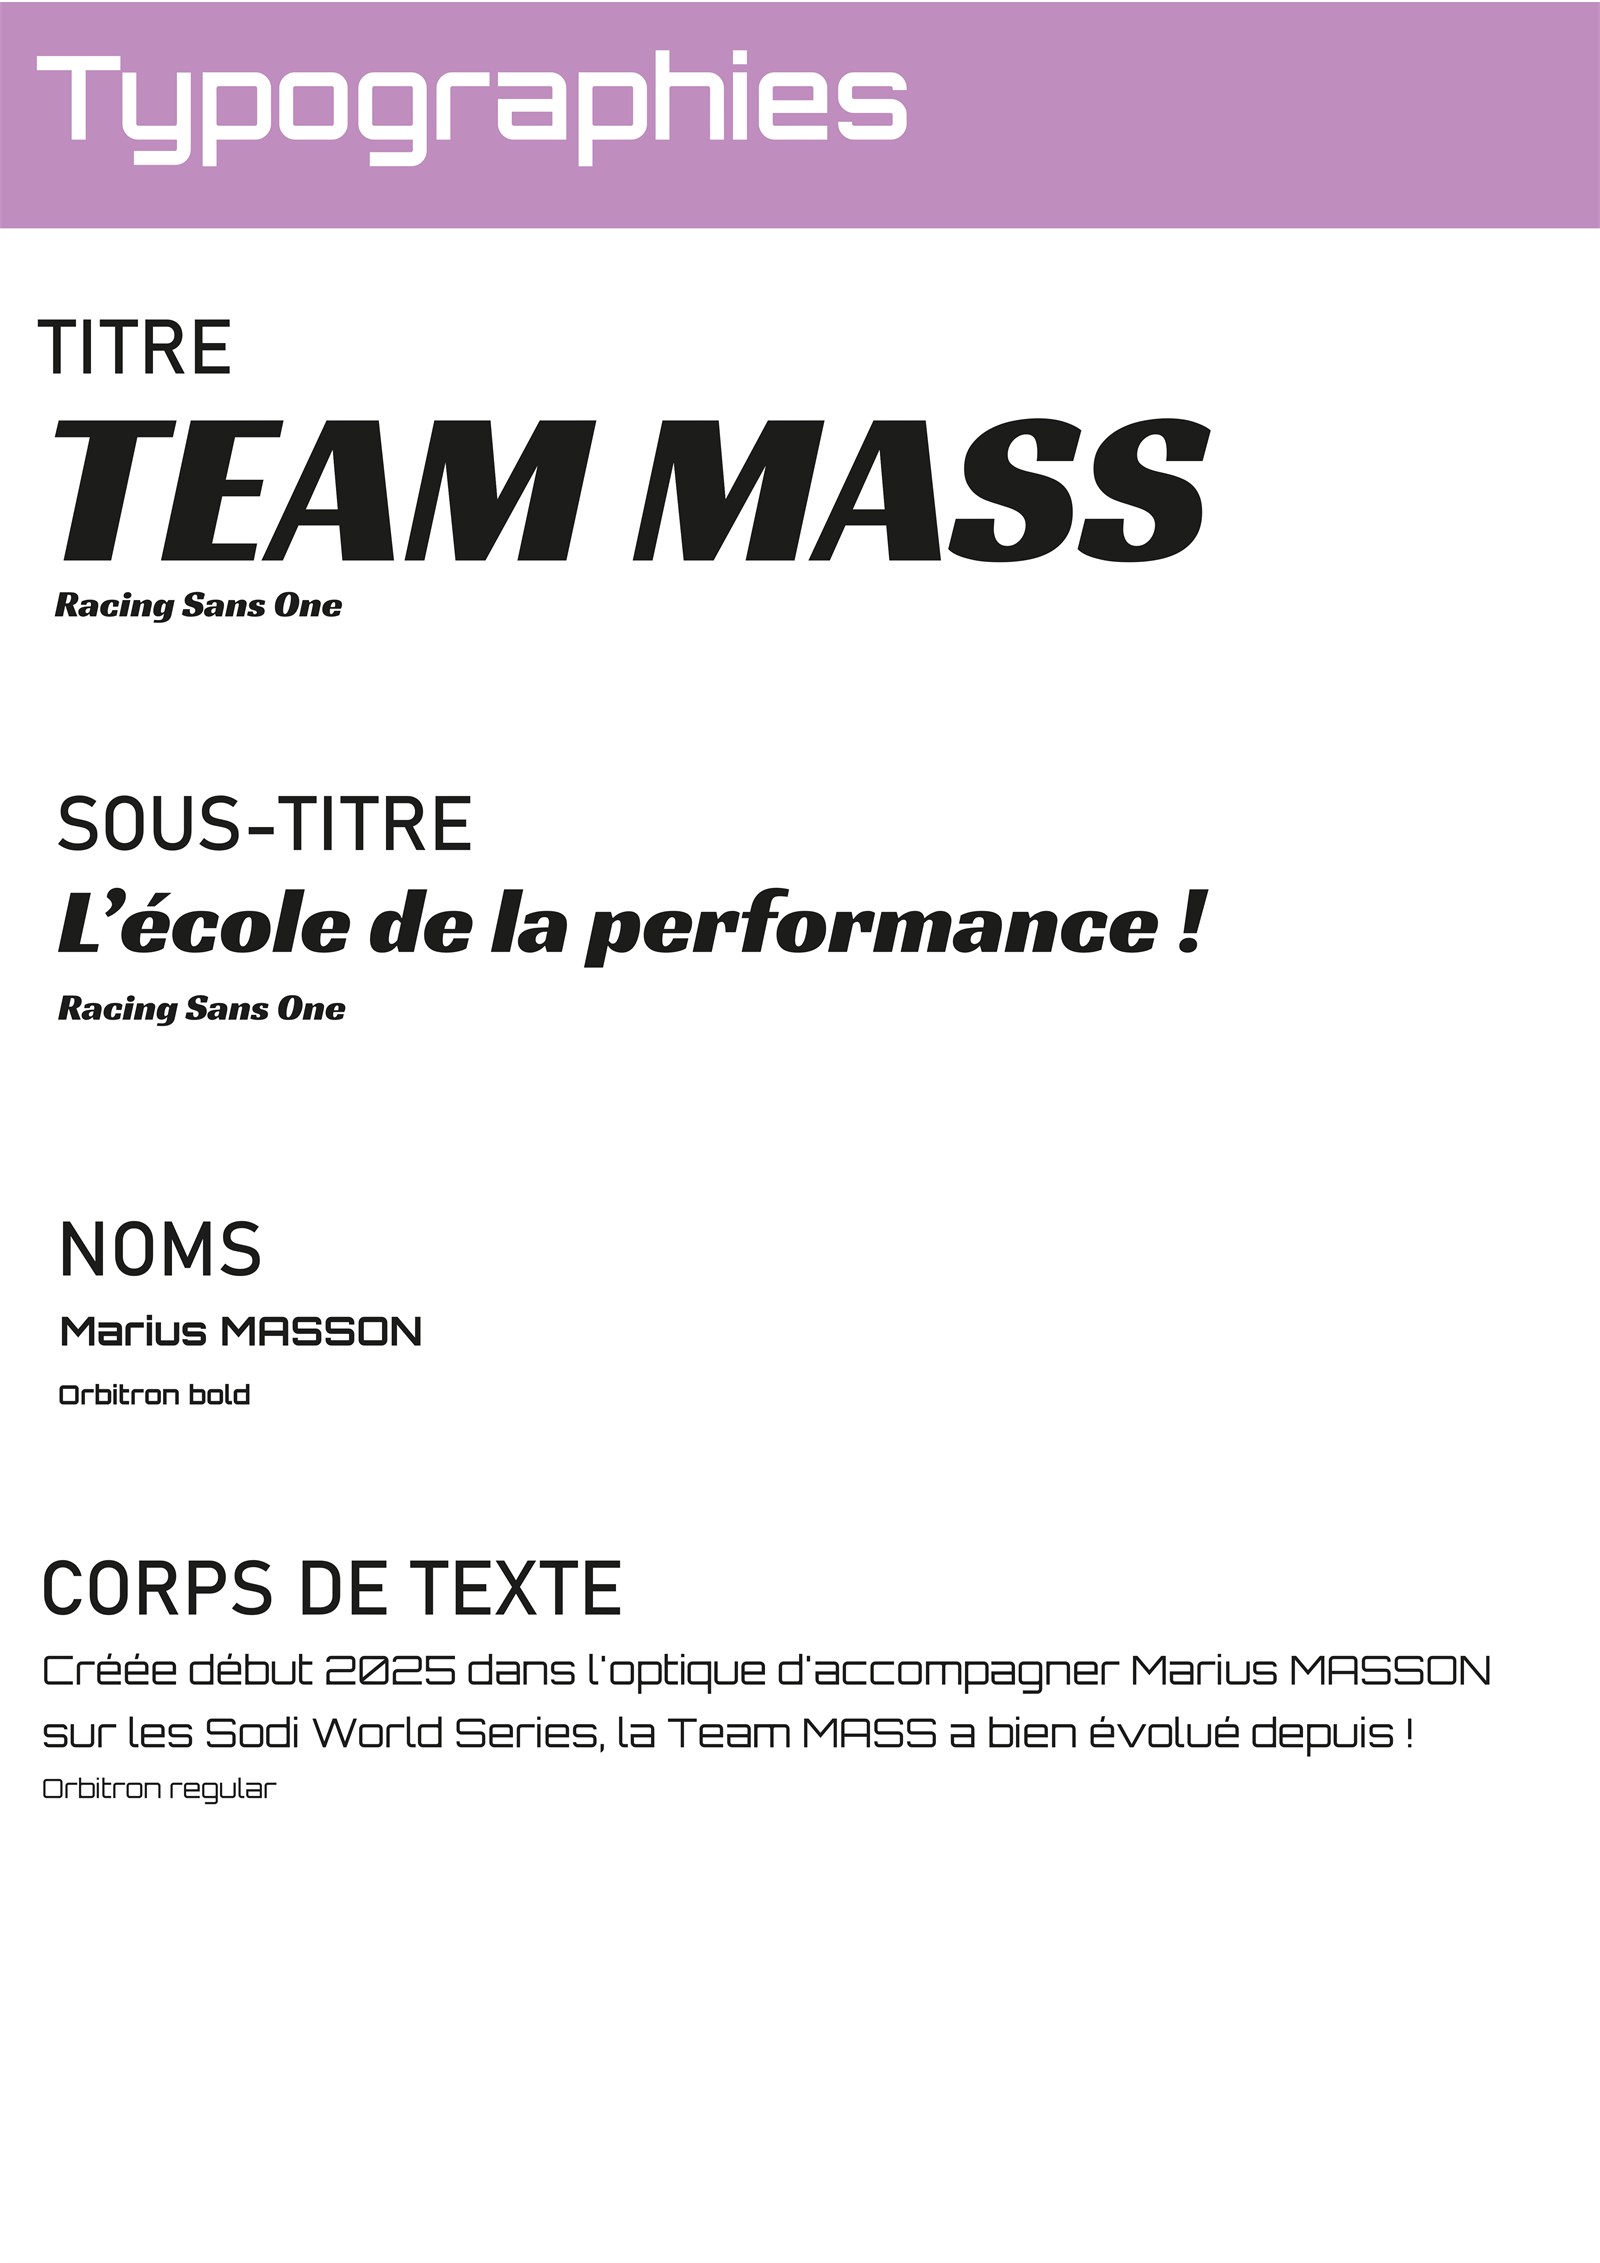 Typographies
TITRE
TEAM MASS
Racing Sans One
SOUS-TITRE
L’école de la performance !
Racing Sans One
NOMS
Marius MASSON
Orbitron bold
CORPS DE TEXTE
Créée début 2025 dans l'optique d'accompagner Marius MASSON
sur les Sodi World Series, la Team MASS a bien évolué depuis !
Orbitron regular